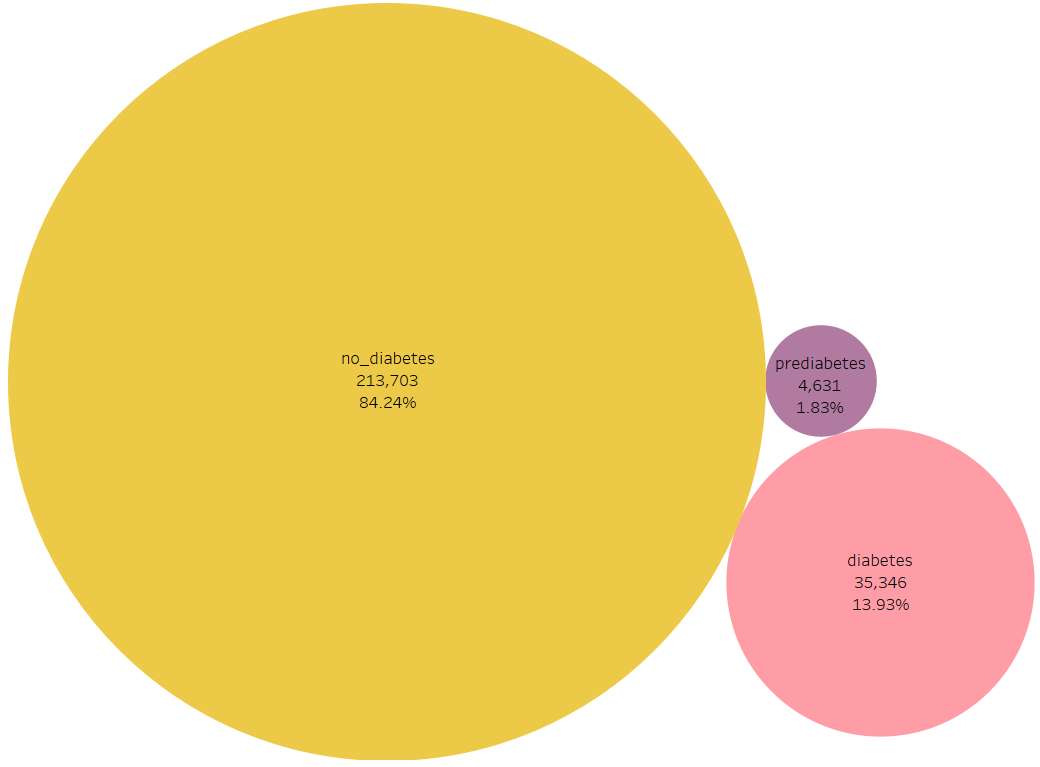 no_diabetes
213,703
84.24%
prediabetes
4,631
1.83%
diabetes
35,346
13.93%